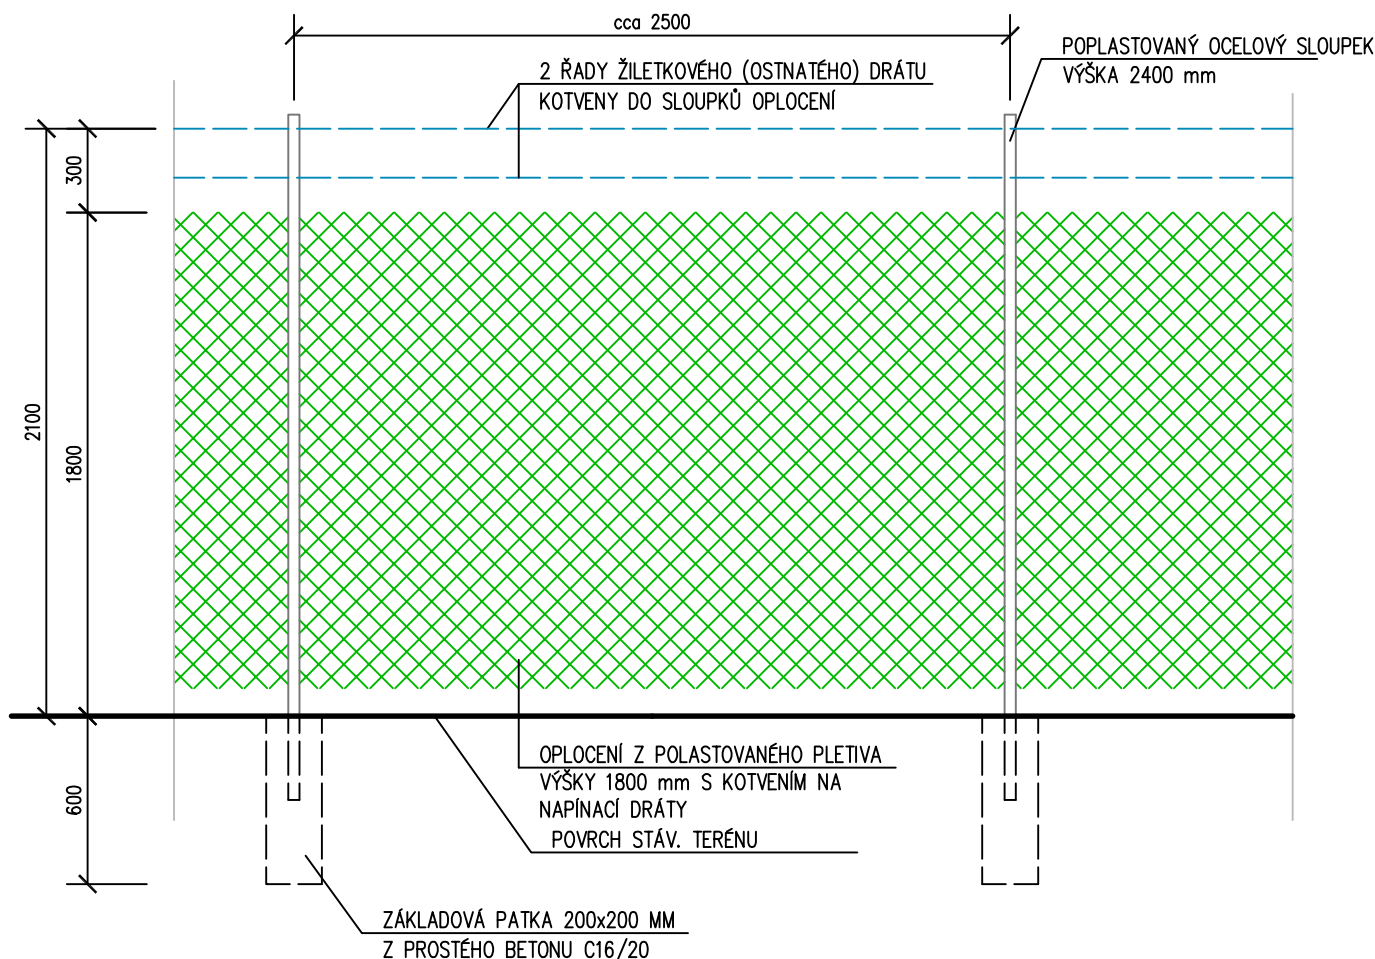 cca 2500
POPLASTOVANÝ OCELOVÝ SLOUPEK
VÝŠKA 2400 mm
2 ŘADY ŽILETKOVÉHO (OSTNATÉHO) DRÁTU
KOTVENY DO SLOUPKŮ OPLOCENÍ
300
2100
1800
600
OPLOCENÍ Z POLASTOVANÉHO PLETIVA
VÝŠKY 1800 mm S KOTVENÍM NA
NAPÍNACÍ DRÁTY
POVRCH STÁV. TERÉNU
ZÁKLADOVÁ PATKA 200x200 MM
Z PROSTÉHO BETONU C16/20